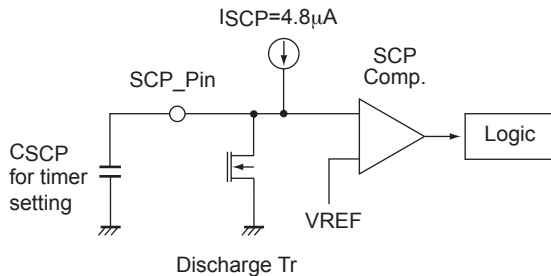 ISCP=4.8µA
SCP
Comp.
SCP_Pin
Logic
CSCP
for timer
setting
VREF
Discharge Tr